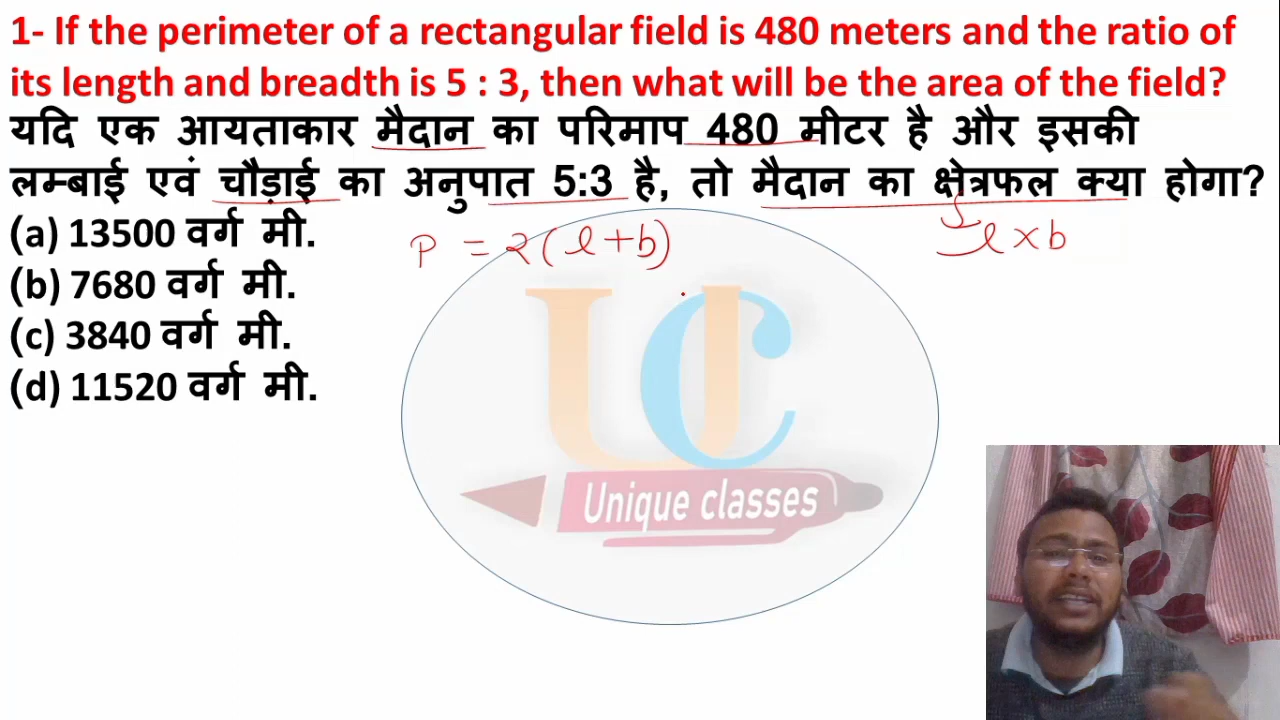 1- If the perimeter of a rectangular field is 480 meters and the ratio of
its length and breadth is 5 : 3, then what will be the area of the field?
यदि एक आयताकार मैदान का परिमाप 480 मीटर है और इसकी
लम्बाई एवं चौड़ाई का अनुपात 5:3 है, तो मैदान का क्षेत्रफल क्या होगा?
(a) 13500 वर्ग मी.
P = 2(l+b)
l×b
(b) 7680 वर्ग मी.
(c) 3840 वर्ग मी.
(d) 11520 वर्ग मी.
UC
Unique classes